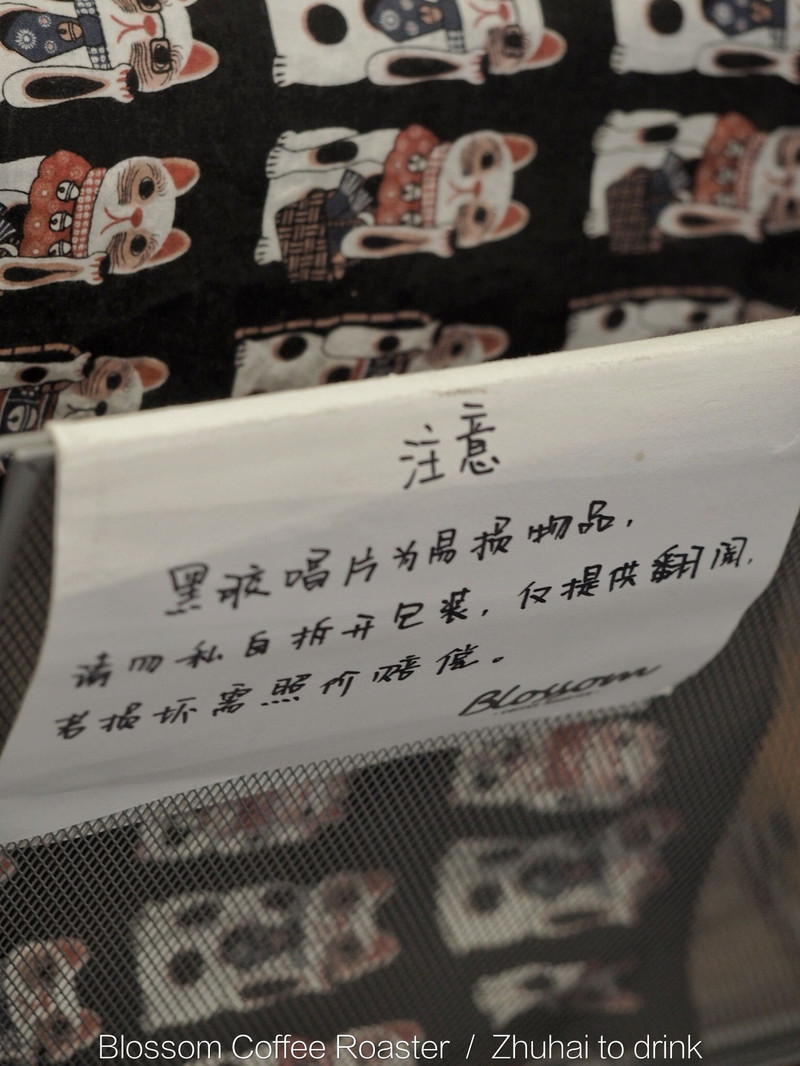 注意
黑胶唱片为易损物品，
请勿私自拆开包装，仅提供翻阅，
若损坏需照价赔偿。
Blossom
Blossom Coffee Roaster / Zhuhai to drink